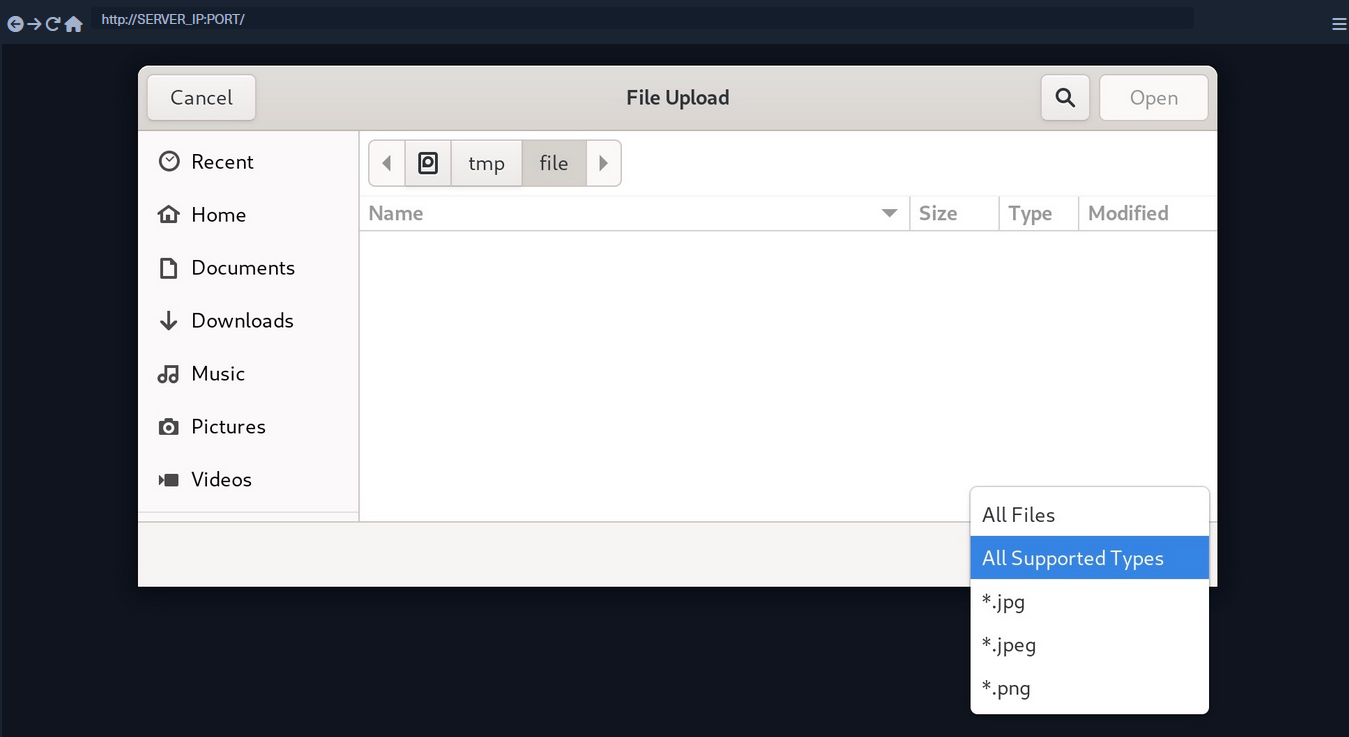 http://SERVER_IP:PORT/
Cancel
File Upload
Open
Recent
Home
Documents
Downloads
Music
Pictures
Videos
tmp
file
Name
Size
Type
Modified
All Files
All Supported Types
*.jpg
*.jpeg
*.png